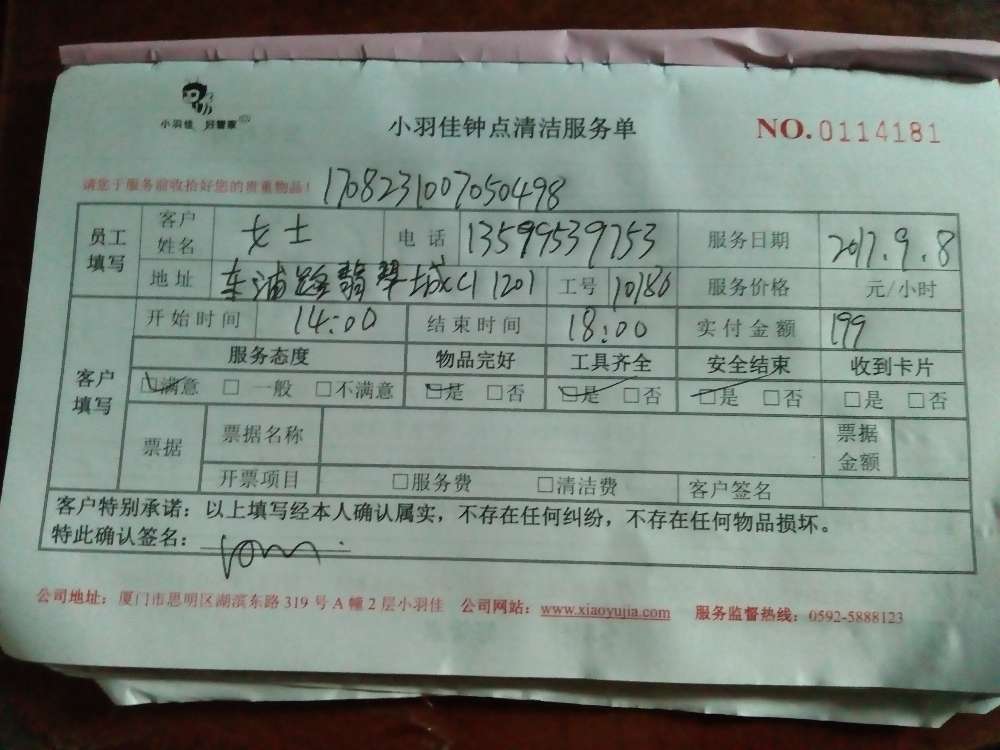 小羽佳 好管家
小羽佳钟点清洁服务单
NO.0114181
请您于服务前收拾好您的贵重物品!
1708231007050498
员工填写 客户姓名 女士 电话 13599539753 服务日期 2017.9.8
地址 东浦路翡翠城C1 1201 工号 10186 服务价格 元/小时
客户填写 开始时间 14:00 结束时间 18:00 实付金额 199
服务态度 物品完好 工具齐全 安全结束 收到卡片
□满意 □一般 □不满意 □是 □否 □是 □否 □是 □否 □是 □否
票据 票据名称 票据金额
开票项目 □服务费 □清洁费 客户签名
客户特别承诺：以上填写经本人确认属实，不存在任何纠纷，不存在任何物品损坏。
特此确认签名：
公司地址：厦门市思明区湖滨东路319号A幢2层小羽佳 公司网站：www.xiaoyujia.com 服务监督热线：0592-5888123